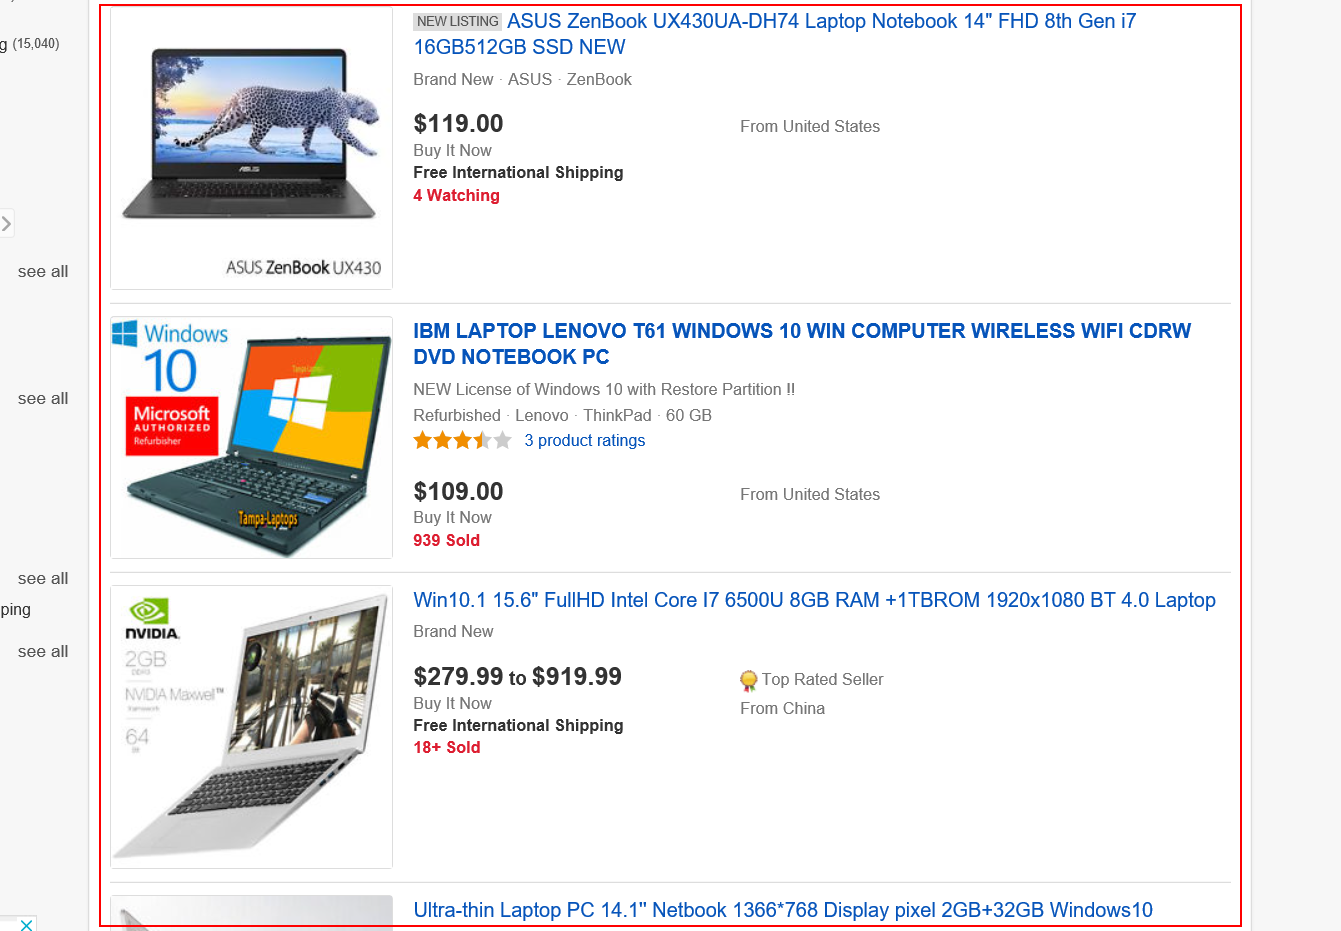 g (15,040)
see all
see all
see all
ping
see all
NEW LISTING ASUS ZenBook UX430UA-DH74 Laptop Notebook 14" FHD 8th Gen i7
16GB512GB SSD NEW
Brand New · ASUS · ZenBook
$119.00
From United States
Buy It Now
Free International Shipping
4 Watching
ASUS
ASUS ZenBook UX430
IBM LAPTOP LENOVO T61 WINDOWS 10 WIN COMPUTER WIRELESS WIFI CDRW
DVD NOTEBOOK PC
NEW License of Windows 10 with Restore Partition !!
Refurbished · Lenovo · ThinkPad · 60 GB
3 product ratings
$109.00
From United States
Buy It Now
939 Sold
Windows
10
Microsoft
AUTHORIZED
Refurbisher
Tampa-Laptops
Tampa-Laptops
Win10.1 15.6" FullHD Intel Core I7 6500U 8GB RAM +1TBROM 1920x1080 BT 4.0 Laptop
Brand New
$279.99 to $919.99
Top Rated Seller
Buy It Now
From China
Free International Shipping
18+ Sold
NVIDIA.
2GB
NVIDIA Maxwell™
64
Ultra-thin Laptop PC 14.1'' Netbook 1366*768 Display pixel 2GB+32GB Windows10